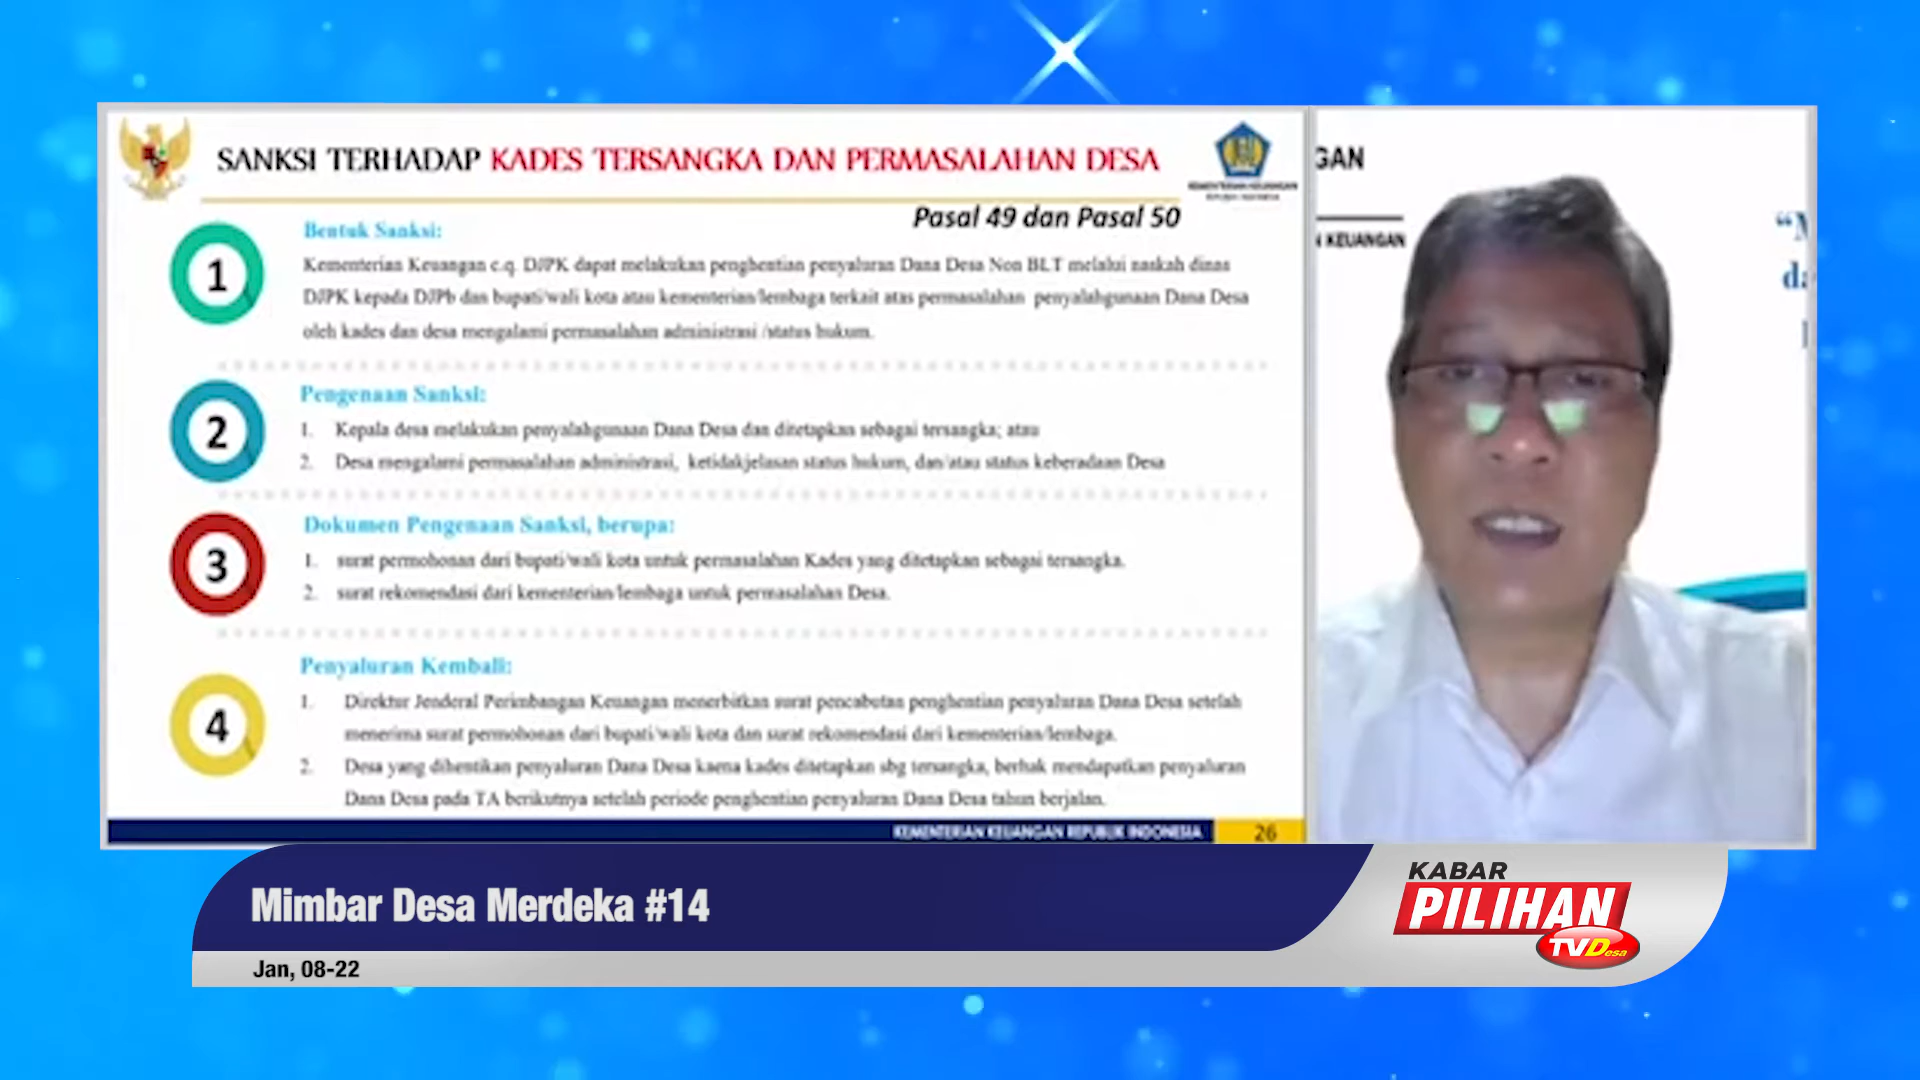 SANKSI TERHADAP KADES TERSANGKA DAN PERMASALAHAN DESA
KEMENTERIAN KEUANGAN
REPUBLIK INDONESIA
Pasal 49 dan Pasal 50
1
Bentuk Sanksi:
Kementerian Keuangan c.q. DJPK dapat melakukan penghentian penyaluran Dana Desa Non BLT melalui naskah dinas
DJPK kepada DJPb dan bupati/wali kota atau kementerian/lembaga terkait atas permasalahan penyalahgunaan Dana Desa
oleh kades dan desa mengalami permasalahan administrasi /status hukum.
2
Pengenaan Sanksi:
1. Kepala desa melakukan penyalahgunaan Dana Desa dan ditetapkan sebagai tersangka; atau
2. Desa mengalami permasalahan administrasi, ketidakjelasan status hukum, dan/atau status keberadaan Desa
3
Dokumen Pengenaan Sanksi, berupa:
1. surat permohonan dari bupati/wali kota untuk permasalahan Kades yang ditetapkan sebagai tersangka.
2. surat rekomendasi dari kementerian/lembaga untuk permasalahan Desa.
4
Penyaluran Kembali:
1. Direktur Jenderal Perimbangan Keuangan menerbitkan surat pencabutan penghentian penyaluran Dana Desa setelah
menerima surat permohonan dari bupati/wali kota dan surat rekomendasi dari kementerian/lembaga.
2. Desa yang dihentikan penyaluran Dana Desa kaena kades ditetapkan sbg tersangka, berhak mendapatkan penyaluran
Dana Desa pada TA berikutnya setelah periode penghentian penyaluran Dana Desa tahun berjalan.
KEMENTERIAN KEUANGAN REPUBLIK INDONESIA
26
GAN
N KEUANGAN
Mimbar Desa Merdeka #14
Jan, 08-22
KABAR
PILIHAN
TVDesa